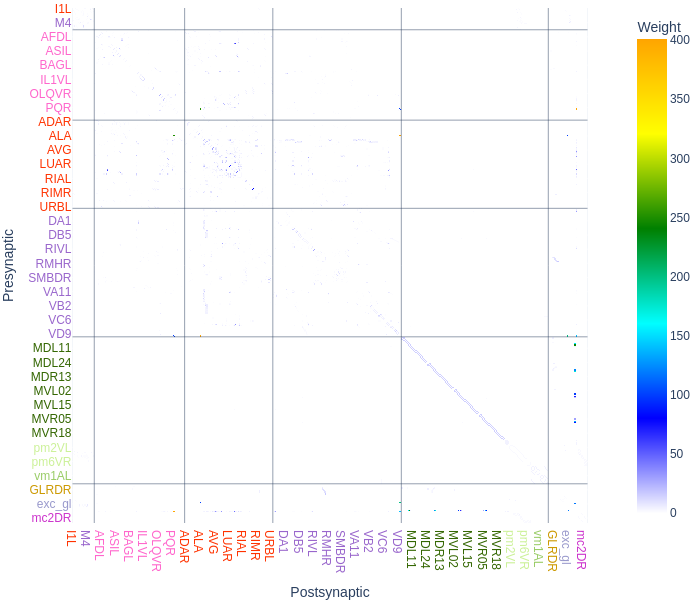 Weight
400
350
300
250
200
150
100
50
0
Presynaptic
I1L
M4
AFDL
ASIL
BAGL
IL1VL
OLQVR
PQR
ADAR
ALA
AVG
LUAR
RIAL
RIMR
URBL
DA1
DB5
RIVL
RMHR
SMBDR
VA11
VB2
VC6
VD9
MDL11
MDL24
MDR13
MVL02
MVL15
MVR05
MVR18
pm2VL
pm6VR
vm1AL
GLRDR
exc_gl
mc2DR
I1L
M4
AFDL
ASIL
BAGL
IL1VL
OLQVR
PQR
ADAR
ALA
AVG
LUAR
RIAL
RIMR
URBL
DA1
DB5
RIVL
RMHR
SMBDR
VA11
VB2
VC6
VD9
MDL11
MDL24
MDR13
MVL02
MVL15
MVR05
MVR18
pm2VL
pm6VR
vm1AL
GLRDR
exc_gl
mc2DR
Postsynaptic